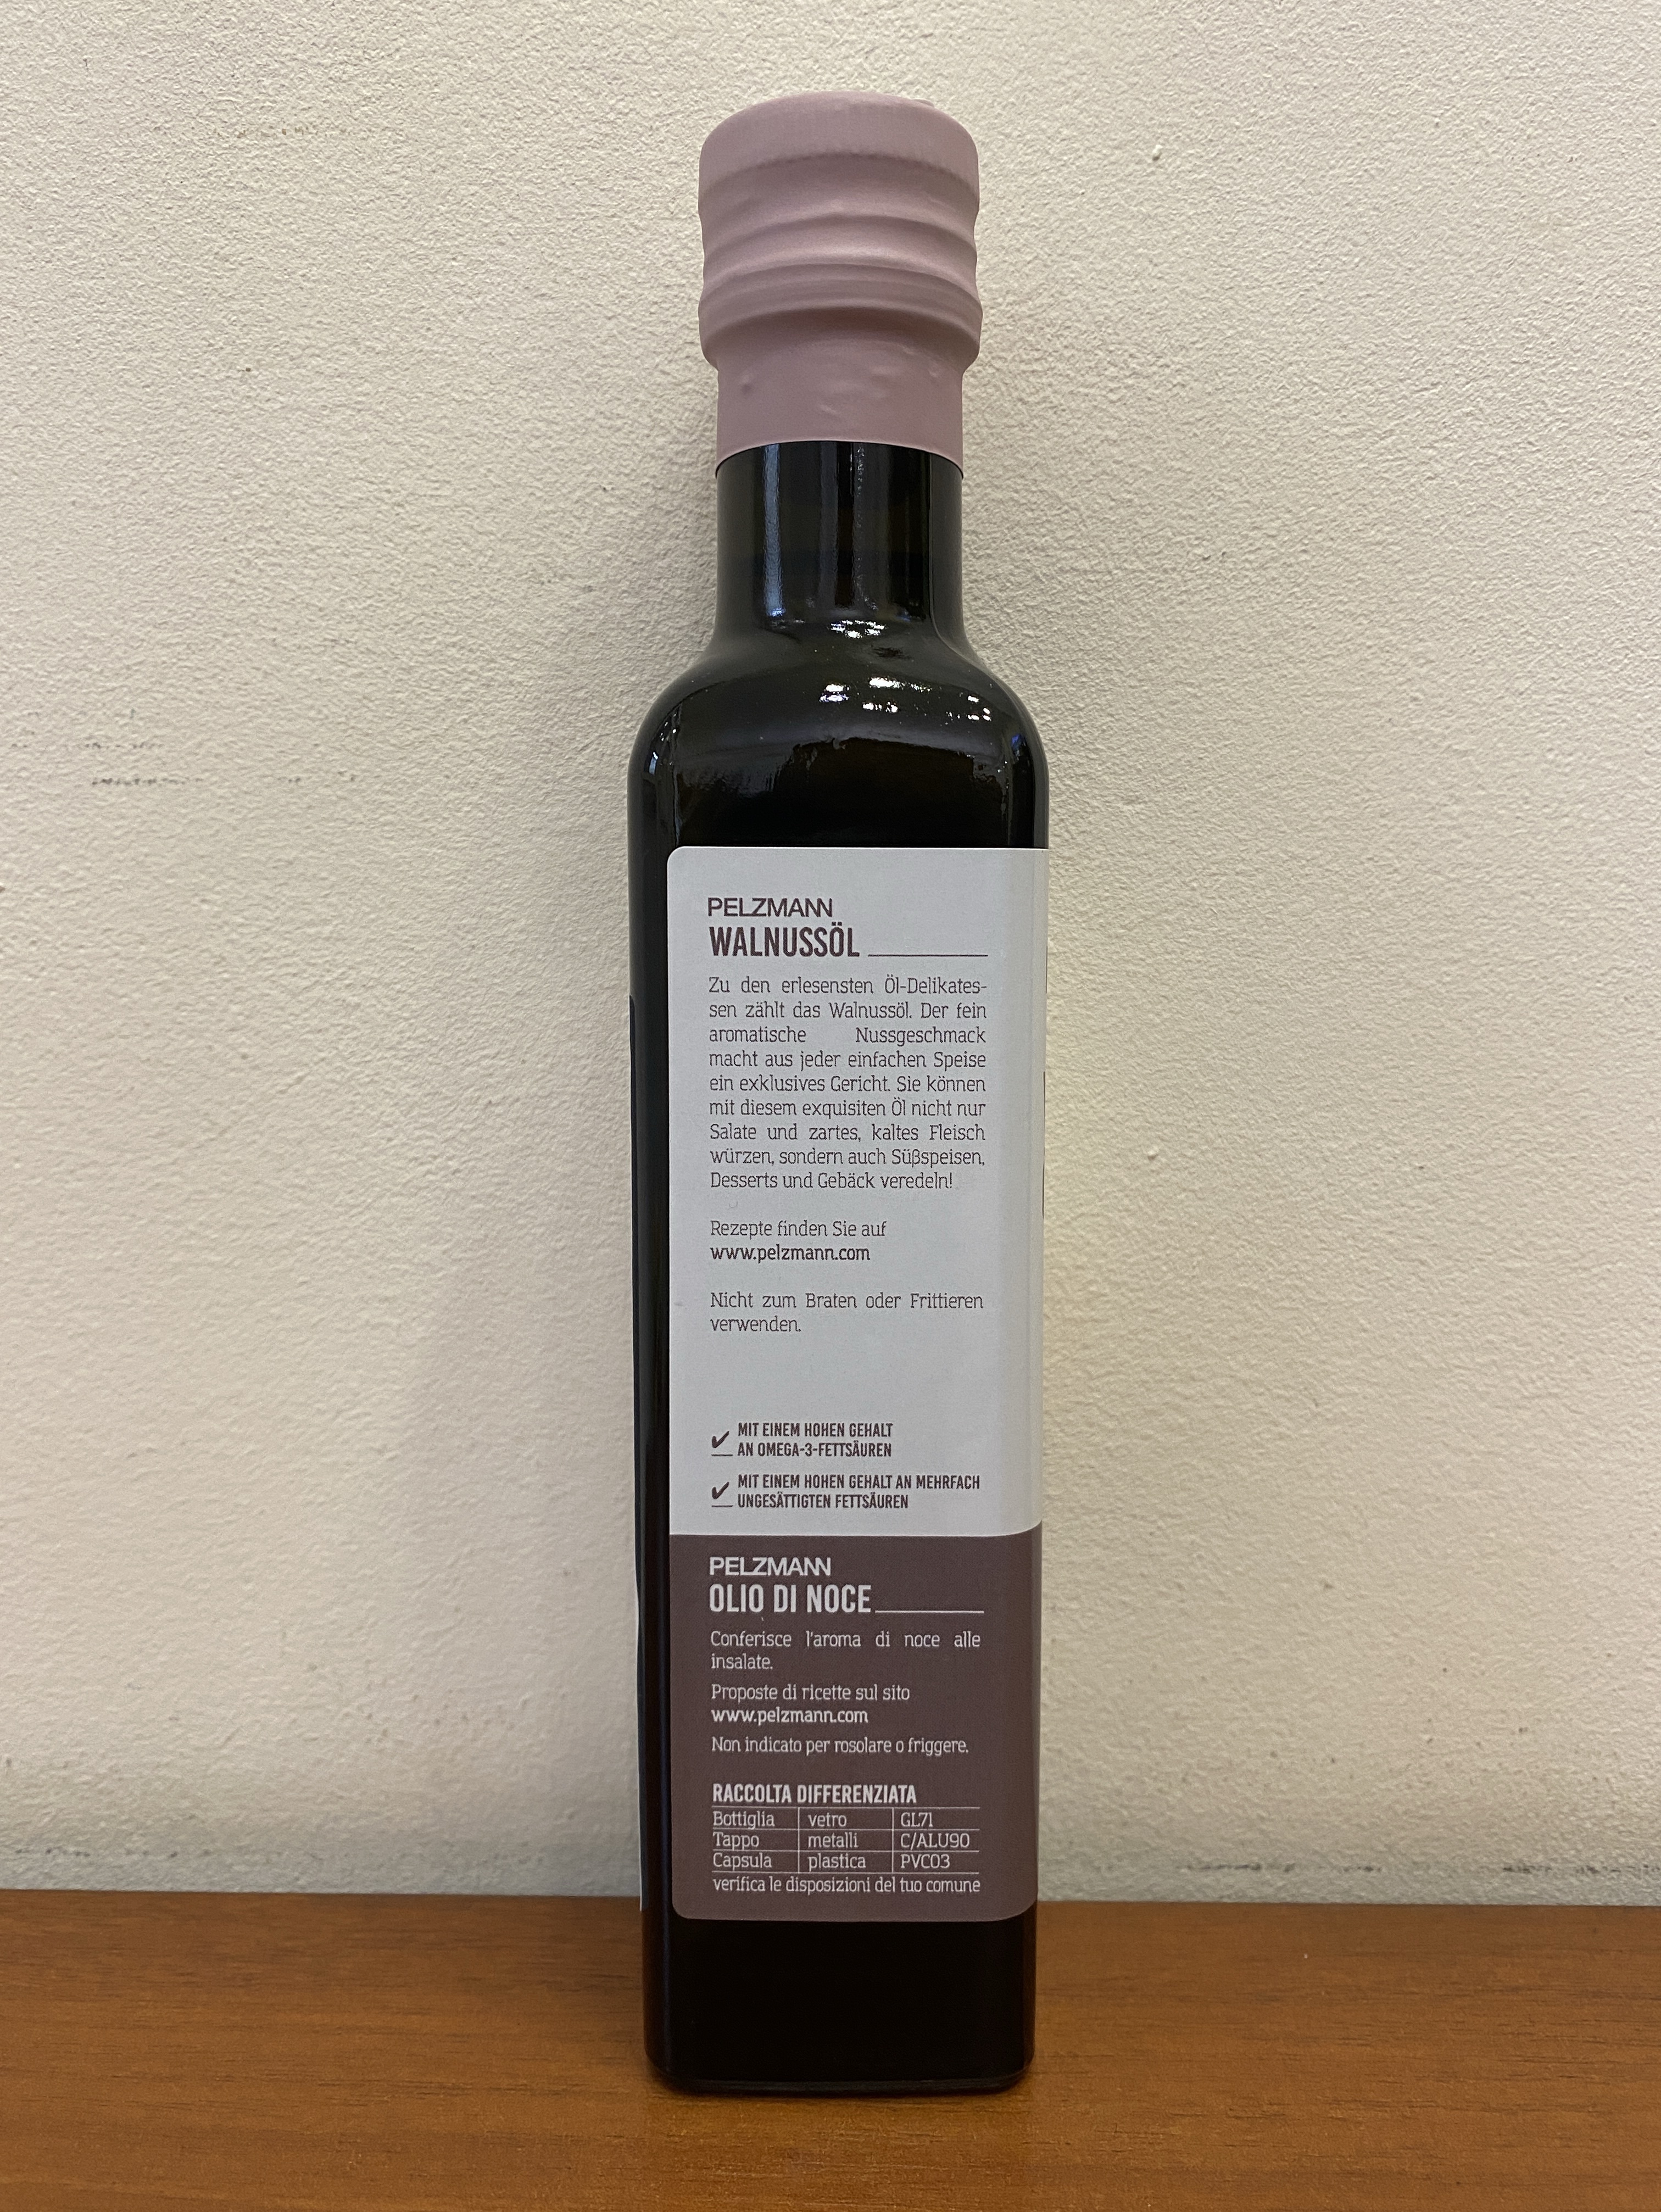 PELZMANN
WALNUSSÖL
Zu den erlesensten Öl-Delikates-
sen zählt das Walnussöl. Der fein
aromatische Nussgeschmack
macht aus jeder einfachen Speise
ein exklusives Gericht. Sie können
mit diesem exquisiten Öl nicht nur
Salate und zartes, kaltes Fleisch
würzen, sondern auch Süßspeisen,
Desserts und Gebäck veredeln!
Rezepte finden Sie auf
www.pelzmann.com
Nicht zum Braten oder Frittieren
verwenden.
✔ MIT EINEM HOHEN GEHALT
AN OMEGA-3-FETTSÄUREN
✔ MIT EINEM HOHEN GEHALT AN MEHRFACH
UNGESÄTTIGTEN FETTSÄUREN
PELZMANN
OLIO DI NOCE
Conferisce l'aroma di noce alle
insalate.
Proposte di ricette sul sito
www.pelzmann.com
Non indicato per rosolare o friggere.
RACCOLTA DIFFERENZIATA
Bottiglia vetro GL71
Tappo metalli C/ALU90
Capsula plastica PVC03
verifica le disposizioni del tuo comune